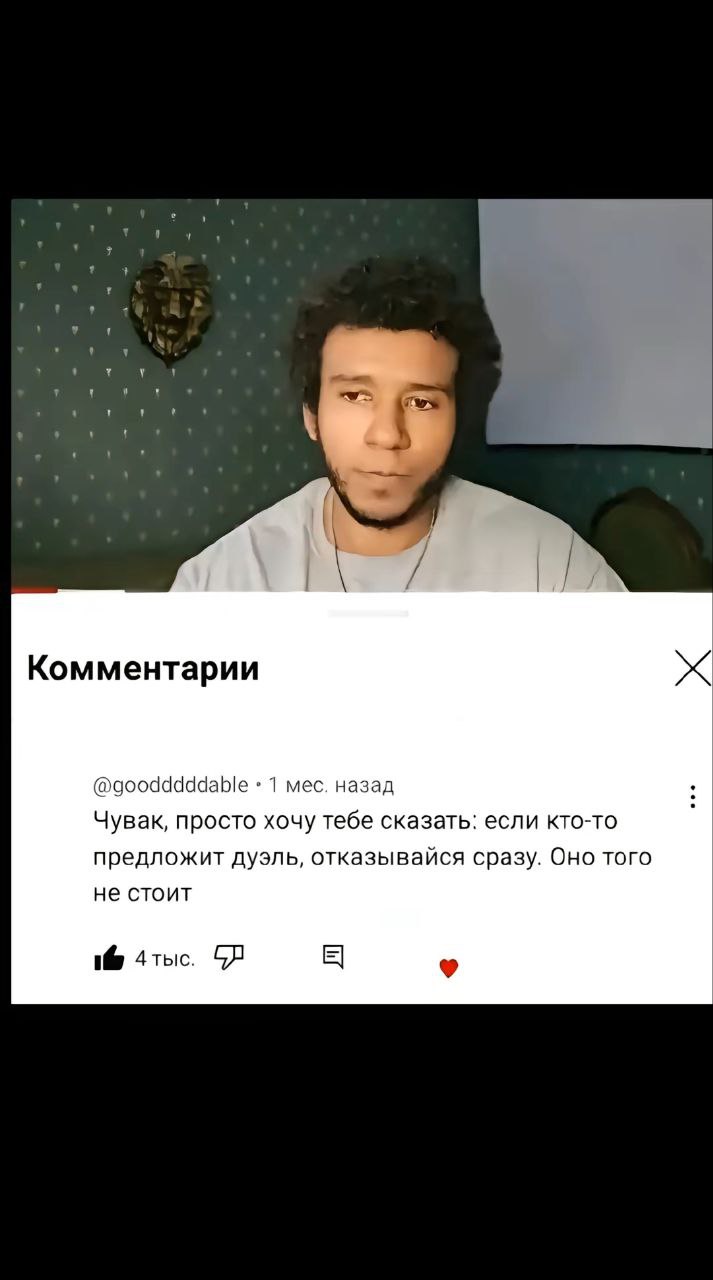 Комментарии
@goodddddable • 1 мес. назад
Чувак, просто хочу тебе сказать: если кто-то
предложит дуэль, отказывайся сразу. Оно того
не стоит
4 тыс.